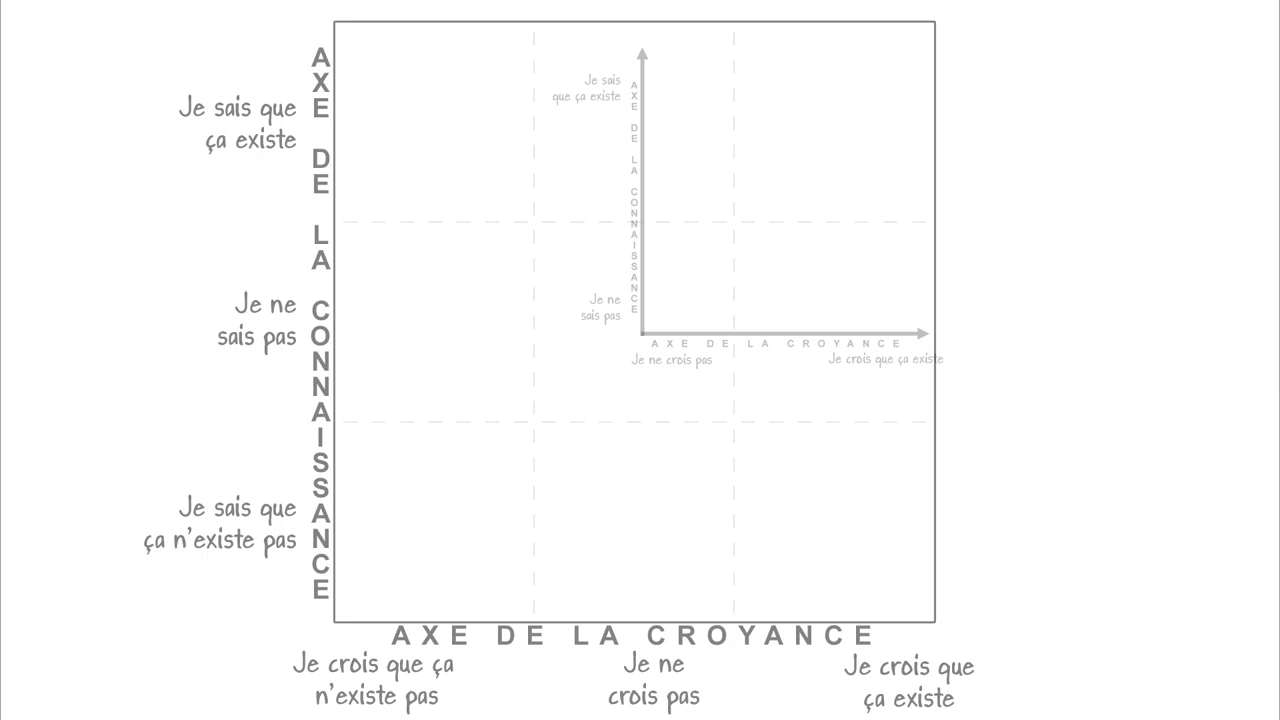 AXE DE LA CONNAISSANCE
Je sais que
ça existe
Je ne
sais pas
Je sais que
ça n'existe pas
Je sais
que ça existe
AXE DE LA CONNAISSANCE
Je ne
sais pas
AXE DE LA CROYANCE
Je ne crois pas
Je crois que ça existe
AXE DE LA CROYANCE
Je crois que ça
n'existe pas
Je ne
crois pas
Je crois que
ça existe